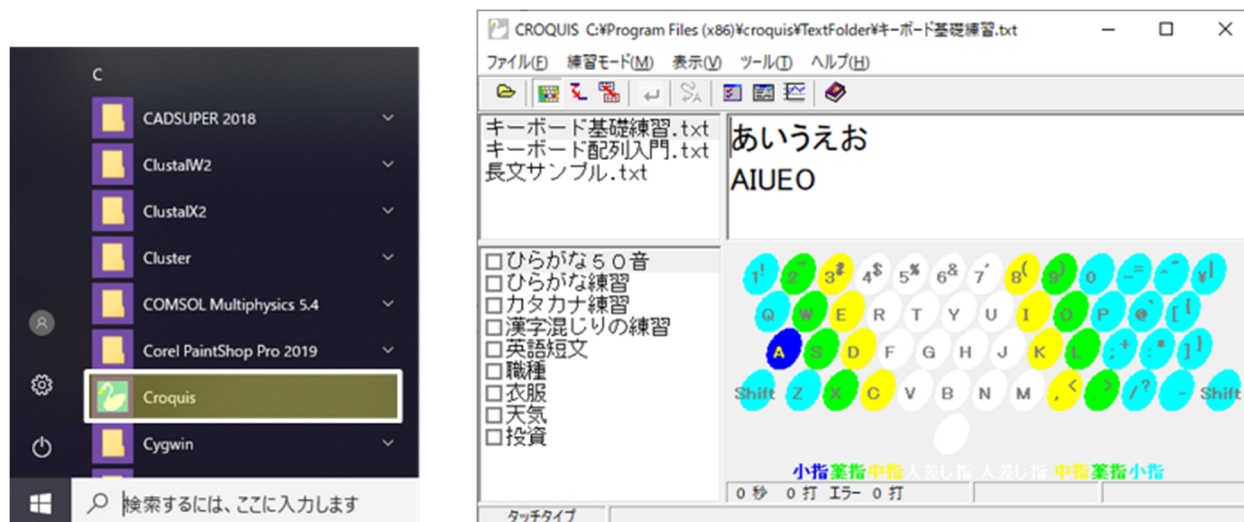 C
CADSUPER 2018
ClustalW2
ClustalX2
Cluster
COMSOL Multiphysics 5.4
Corel PaintShop Pro 2019
Croquis
Cygwin
検索するには、ここに入力します
CROQUIS C:¥Program Files (x86)¥croquis¥TextFolder¥キーボード基礎練習.txt
ファイル(F) 練習モード(M) 表示(V) ツール(T) ヘルプ(H)
キーボード基礎練習.txt
キーボード配列入門.txt
長文サンプル.txt
あいうえお
AIUEO
□ひらがな50音
□ひらがな練習
□カタカナ練習
□漢字混じりの練習
□英語短文
□職種
□衣服
□天気
□投資
1! 2" 3# 4$ 5% 6& 7' 8( 9) 0 -= ^~ ¥|
Q W E R T Y U I O P @` [{
A S D F G H J K L ;+ :* ]}
Shift Z X C V B N M ,< .> /? - Shift
小指薬指中指人差し指 人差し指 中指薬指小指
0 秒 0 打 エラー 0 打
タッチタイプ